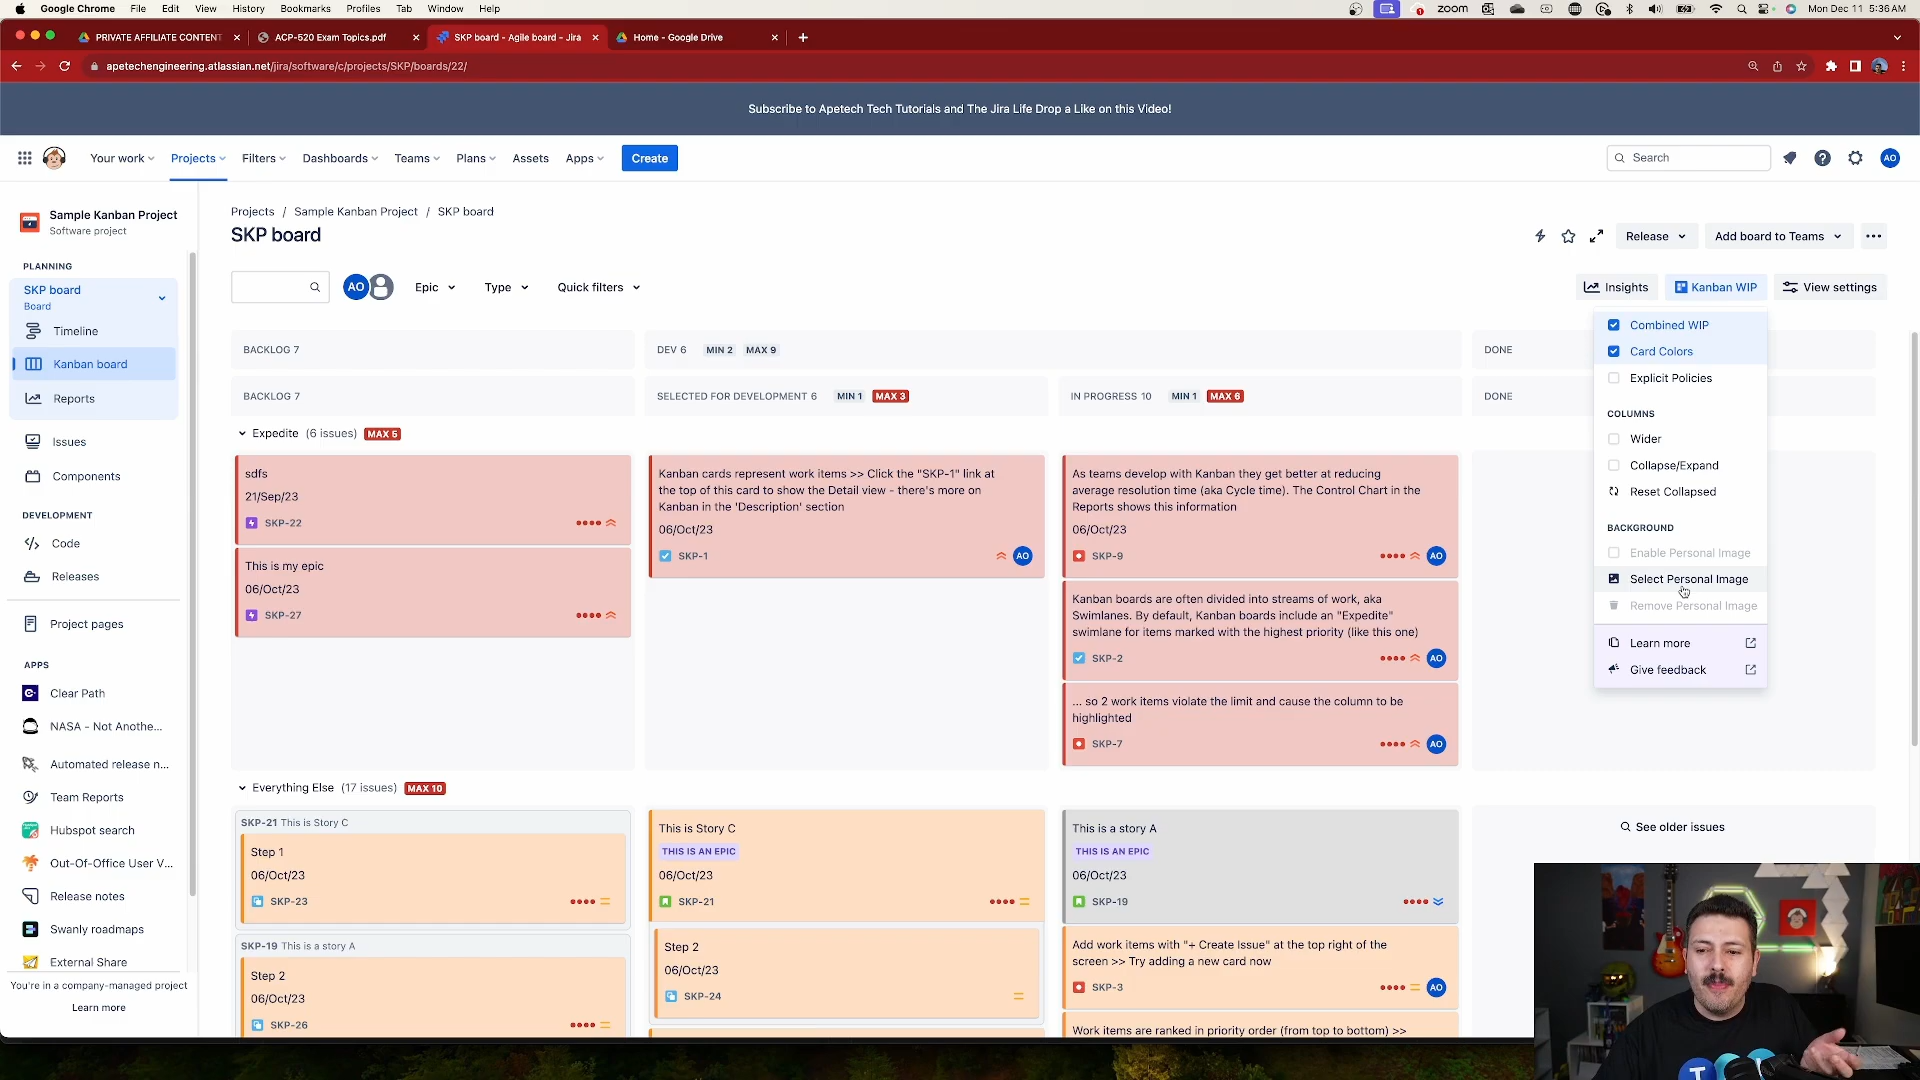 Google Chrome File Edit View History Bookmarks Profiles Tab Window Help zoom Mon Dec 11 5:36 AM
PRIVATE AFFILIATE CONTENT ACP-520 Exam Topics.pdf SKP board - Agile board - Jira Home - Google Drive
apetechengineering.atlassian.net/jira/software/c/projects/SKP/boards/22/
Subscribe to Apetech Tech Tutorials and The Jira Life Drop a Like on this Video!
Your work Projects Filters Dashboards Teams Plans Assets Apps Create Search AO
Sample Kanban Project
Software project
PLANNING
SKP board
Board
Timeline
Kanban board
Reports
Issues
Components
DEVELOPMENT
Code
Releases
Project pages
APPS
Clear Path
NASA - Not Anothe...
Automated release n...
Team Reports
Hubspot search
Out-Of-Office User V...
Release notes
Swanly roadmaps
External Share
You're in a company-managed project
Learn more
Projects / Sample Kanban Project / SKP board
SKP board
Release Add board to Teams
AO Epic Type Quick filters Insights Kanban WIP View settings
BACKLOG 7 DEV 6 MIN 2 MAX 9 DONE
BACKLOG 7 SELECTED FOR DEVELOPMENT 6 MIN 1 MAX 3 IN PROGRESS 10 MIN 1 MAX 6 DONE
Expedite (6 issues) MAX 5
sdfs
21/Sep/23
SKP-22
This is my epic
06/Oct/23
SKP-27
Kanban cards represent work items >> Click the "SKP-1" link at
the top of this card to show the Detail view - there's more on
Kanban in the 'Description' section
06/Oct/23
SKP-1 AO
As teams develop with Kanban they get better at reducing
average resolution time (aka Cycle time). The Control Chart in the
Reports shows this information
06/Oct/23
SKP-9 AO
Kanban boards are often divided into streams of work, aka
Swimlanes. By default, Kanban boards include an "Expedite"
swimlane for items marked with the highest priority (like this one)
SKP-2 AO
... so 2 work items violate the limit and cause the column to be
highlighted
SKP-7 AO
Combined WIP
Card Colors
Explicit Policies
COLUMNS
Wider
Collapse/Expand
Reset Collapsed
BACKGROUND
Enable Personal Image
Select Personal Image
Remove Personal Image
Learn more
Give feedback
Everything Else (17 issues) MAX 10
SKP-21 This is Story C
Step 1
06/Oct/23
SKP-23
SKP-19 This is a story A
Step 2
06/Oct/23
SKP-26
This is Story C
THIS IS AN EPIC
06/Oct/23
SKP-21
Step 2
06/Oct/23
SKP-24
This is a story A
THIS IS AN EPIC
06/Oct/23
SKP-19
Add work items with "+ Create Issue" at the top right of the
screen >> Try adding a new card now
SKP-3 AO
Work items are ranked in priority order (from top to bottom) >>
See older issues